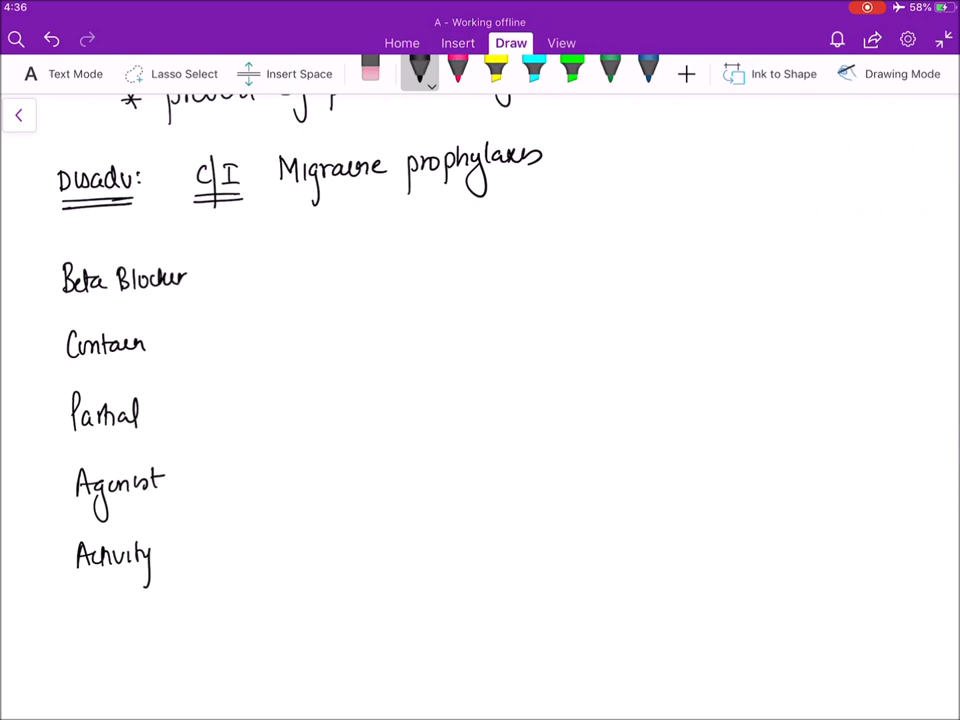 4:36
58%
A - Working offline
Home Insert Draw View
A Text Mode Lasso Select Insert Space Ink to Shape Drawing Mode
Disadv: C/I Migraine prophylaxis
Beta Blocker
Contain
Partial
Agonist
Activity